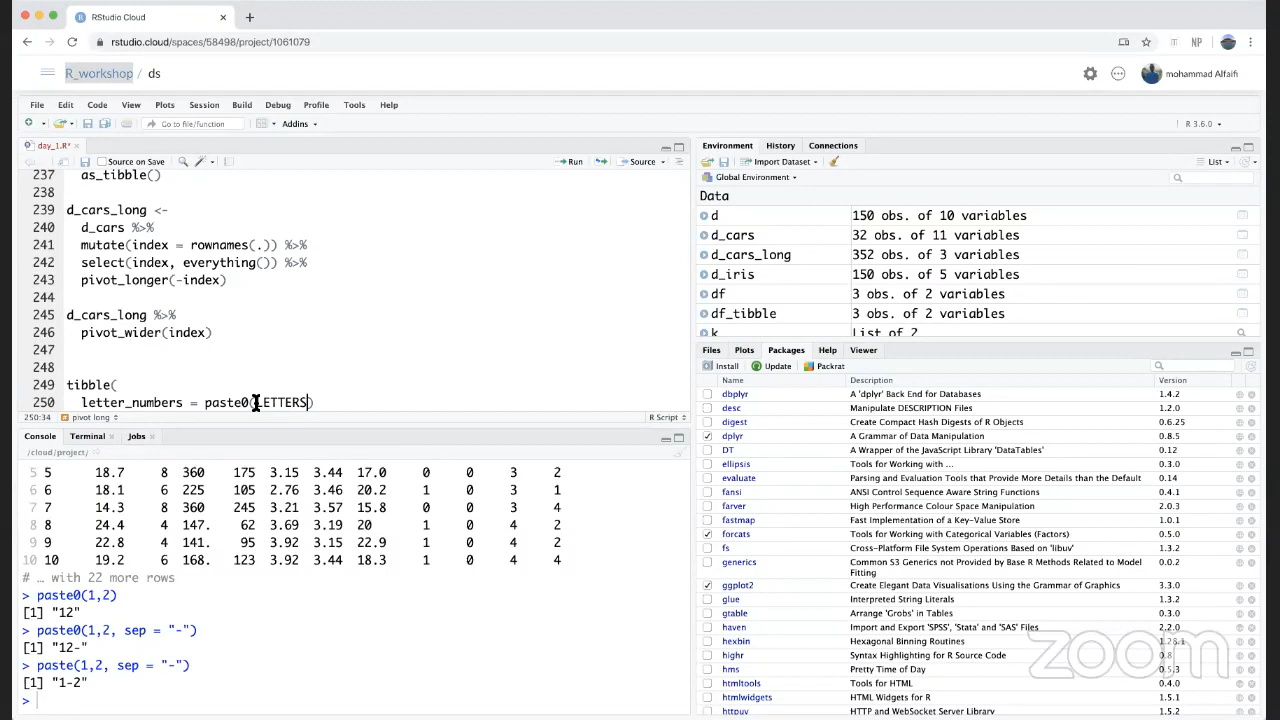 RStudio Cloud
rstudio.cloud/spaces/58498/project/1061079
NP
R_workshop / ds
mohammad Alfaifi
File Edit Code View Plots Session Build Debug Profile Tools Help
Go to file/function Addins R 3.6.0
day_1.R*
Source on Save Run Source
237 as_tibble()
238
239 d_cars_long <-
240 d_cars %>%
241 mutate(index = rownames(.)) %>%
242 select(index, everything()) %>%
243 pivot_longer(-index)
244
245 d_cars_long %>%
246 pivot_wider(index)
247
248
249 tibble(
250 letter_numbers = paste0(LETTERS)
250:34 pivot long R Script
Console Terminal Jobs
/cloud/project/
5 5 18.7 8 360 175 3.15 3.44 17.0 0 0 3 2
6 6 18.1 6 225 105 2.76 3.46 20.2 1 0 3 1
7 7 14.3 8 360 245 3.21 3.57 15.8 0 0 3 4
8 8 24.4 4 147. 62 3.69 3.19 20 1 0 4 2
9 9 22.8 4 141. 95 3.92 3.15 22.9 1 0 4 2
10 10 19.2 6 168. 123 3.92 3.44 18.3 1 0 4 4
# … with 22 more rows
> paste0(1,2)
[1] "12"
> paste0(1,2, sep = "-")
[1] "12-"
> paste(1,2, sep = "-")
[1] "1-2"
>
Environment History Connections
Import Dataset List
Global Environment
Data
d 150 obs. of 10 variables
d_cars 32 obs. of 11 variables
d_cars_long 352 obs. of 3 variables
d_iris 150 obs. of 5 variables
df 3 obs. of 2 variables
df_tibble 3 obs. of 2 variables
k List of 2
Files Plots Packages Help Viewer
Install Update Packrat
Name Description Version
dbplyr A 'dplyr' Back End for Databases 1.4.2
desc Manipulate DESCRIPTION Files 1.2.0
digest Create Compact Hash Digests of R Objects 0.6.25
dplyr A Grammar of Data Manipulation 0.8.5
DT A Wrapper of the JavaScript Library 'DataTables' 0.12
ellipsis Tools for Working with ... 0.3.0
evaluate Parsing and Evaluation Tools that Provide More Details than the Default 0.14
fansi ANSI Control Sequence Aware String Functions 0.4.1
farver High Performance Colour Space Manipulation 2.0.3
fastmap Fast Implementation of a Key-Value Store 1.0.1
forcats Tools for Working with Categorical Variables (Factors) 0.5.0
fs Cross-Platform File System Operations Based on 'libuv' 1.3.2
generics Common S3 Generics not Provided by Base R Methods Related to Model Fitting 0.0.2
ggplot2 Create Elegant Data Visualisations Using the Grammar of Graphics 3.3.0
glue Interpreted String Literals 1.3.2
gtable Arrange 'Grobs' in Tables 0.3.0
haven Import and Export 'SPSS', 'Stata' and 'SAS' Files 2.2.0
hexbin Hexagonal Binning Routines 1.28.1
highr Syntax Highlighting for R Source Code 0.8
hms Pretty Time of Day 0.5.3
htmltools Tools for HTML 0.4.0
htmlwidgets HTML Widgets for R 1.5.1
httpuv HTTP and WebSocket Server Library 1.5.2
zoom